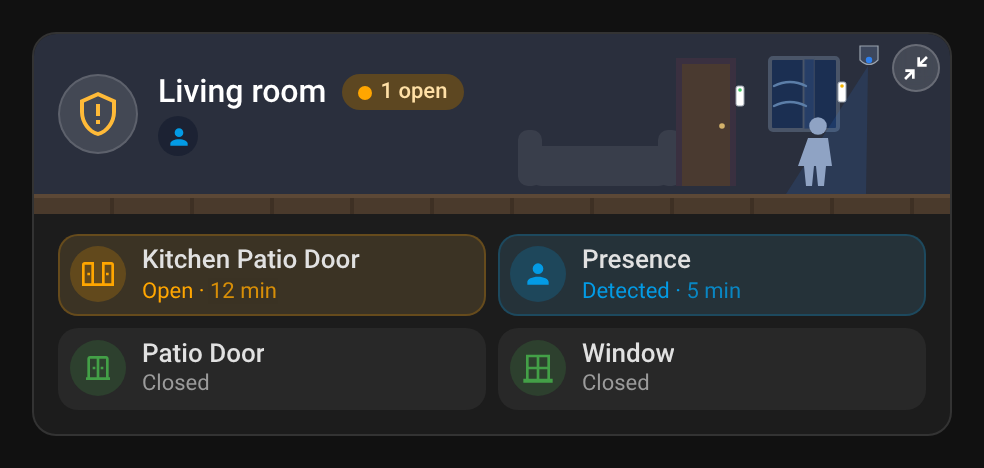 Living room
1 open
Kitchen Patio Door
Open · 12 min
Presence
Detected · 5 min
Patio Door
Closed
Window
Closed